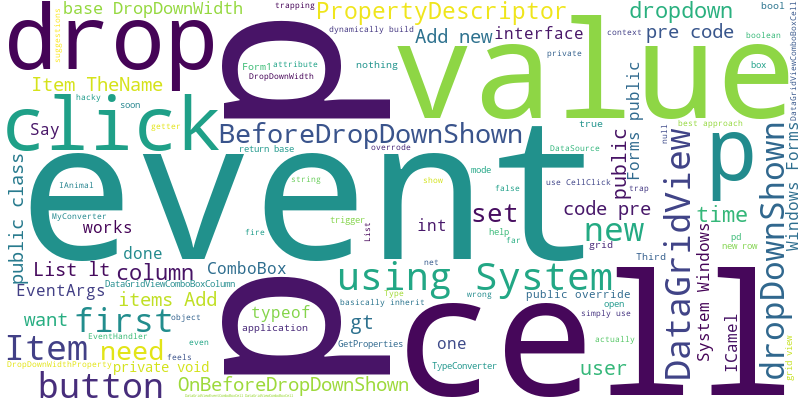 base DropDownWidth
trapping
PropertyDescriptor
dropdown
bool
drop
suggestions
Form1
attribute
DropDownWidth
dynamically build
nothing
Add new
interface
private
value
context
pre code
boolean
box
DataGridViewComboBoxCell
Item TheName
hacky
soon
getter
click
Say
d
BeforeDropDownShown
overrode
true
best approach
null
return base
DataSource
public
Forms public
trap
p
Windows Forms
public class
IAnimal
MyConverter
works
event
string
mode
false
show
use CellClick
code pre
DataGridView
dropDownShown
time
trigger
List
int
set
help
far
new
grid
pd
new row
fire
done
List lt
column
ComboBox
net
using System
wrong
Third
System Windows
EventArgs
DataGridViewComboBoxColumn
items Add
d
typeof
application
basically inherit
Type
public override
open
simply use
cell
ICamel
grid view
want
first
object
gt
one
actually
EventHandler
even
GetProperties
TypeConverter
user
Item
need
feels
DropDownWidthProperty
private void
button
OnBeforeDropDownShown